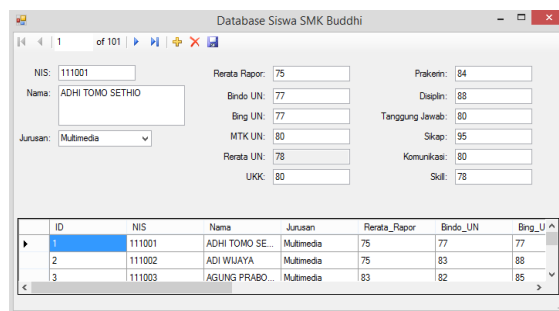 Database Siswa SMK Buddhi
1 of 101
NIS: 111001 Rerata Rapor: 75 Prakerin: 84
Nama: ADHI TOMO SETHIO Bindo UN: 77 Disiplin: 88
Bing UN: 77 Tanggung Jawab: 80
Jurusan: Multimedia MTK UN: 80 Sikap: 95
Rerata UN: 78 Komunikasi: 80
UKK: 80 Skill: 78
ID NIS Nama Jurusan Rerata_Rapor Bindo_UN Bing_U
1 111001 ADHI TOMO SE... Multimedia 75 77 77
2 111002 ADI WIJAYA Multimedia 75 83 88
3 111003 AGUNG PRABO... Multimedia 83 82 85